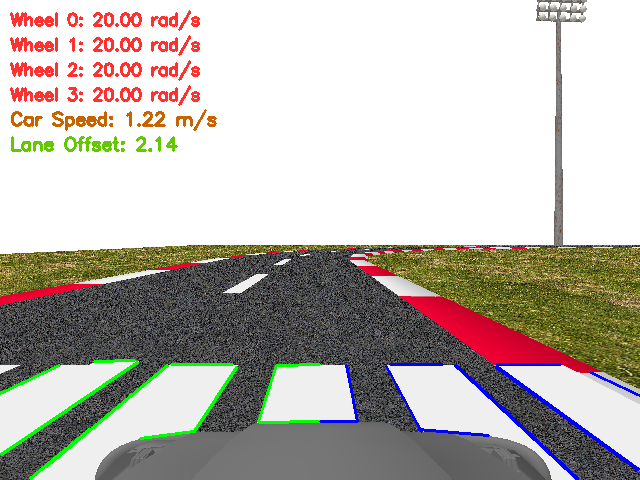 Wheel 0: 20.00 rad/s
Wheel 1: 20.00 rad/s
Wheel 2: 20.00 rad/s
Wheel 3: 20.00 rad/s
Car Speed: 1.22 m/s
Lane Offset: 2.14